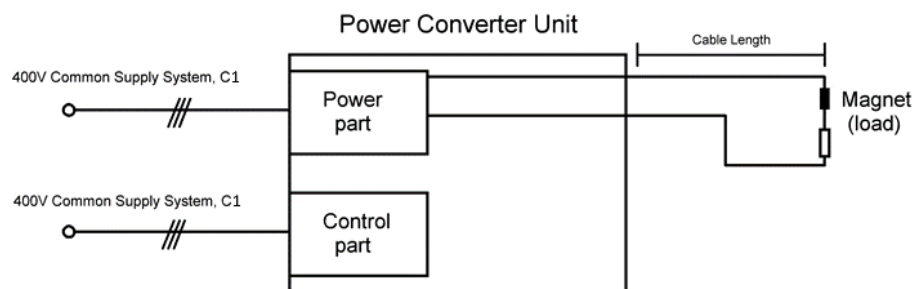 Power Converter Unit
Cable Length
400V Common Supply System, C1
Power
part
Magnet
(load)
400V Common Supply System, C1
Control
part